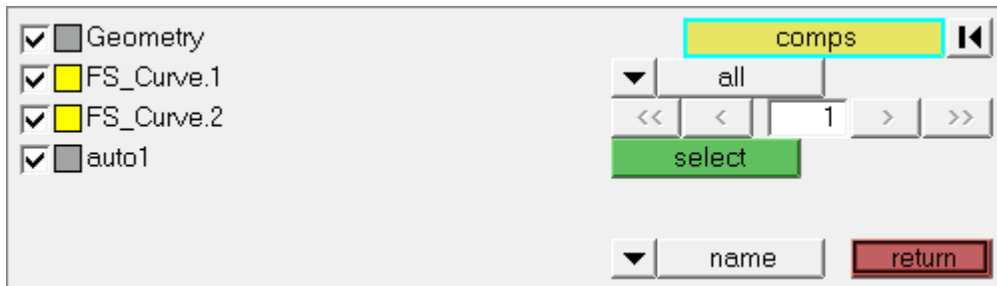 Geometry
comps
FS_Curve.1
all
FS_Curve.2
<< < 1 > >>
auto1
select
name
return